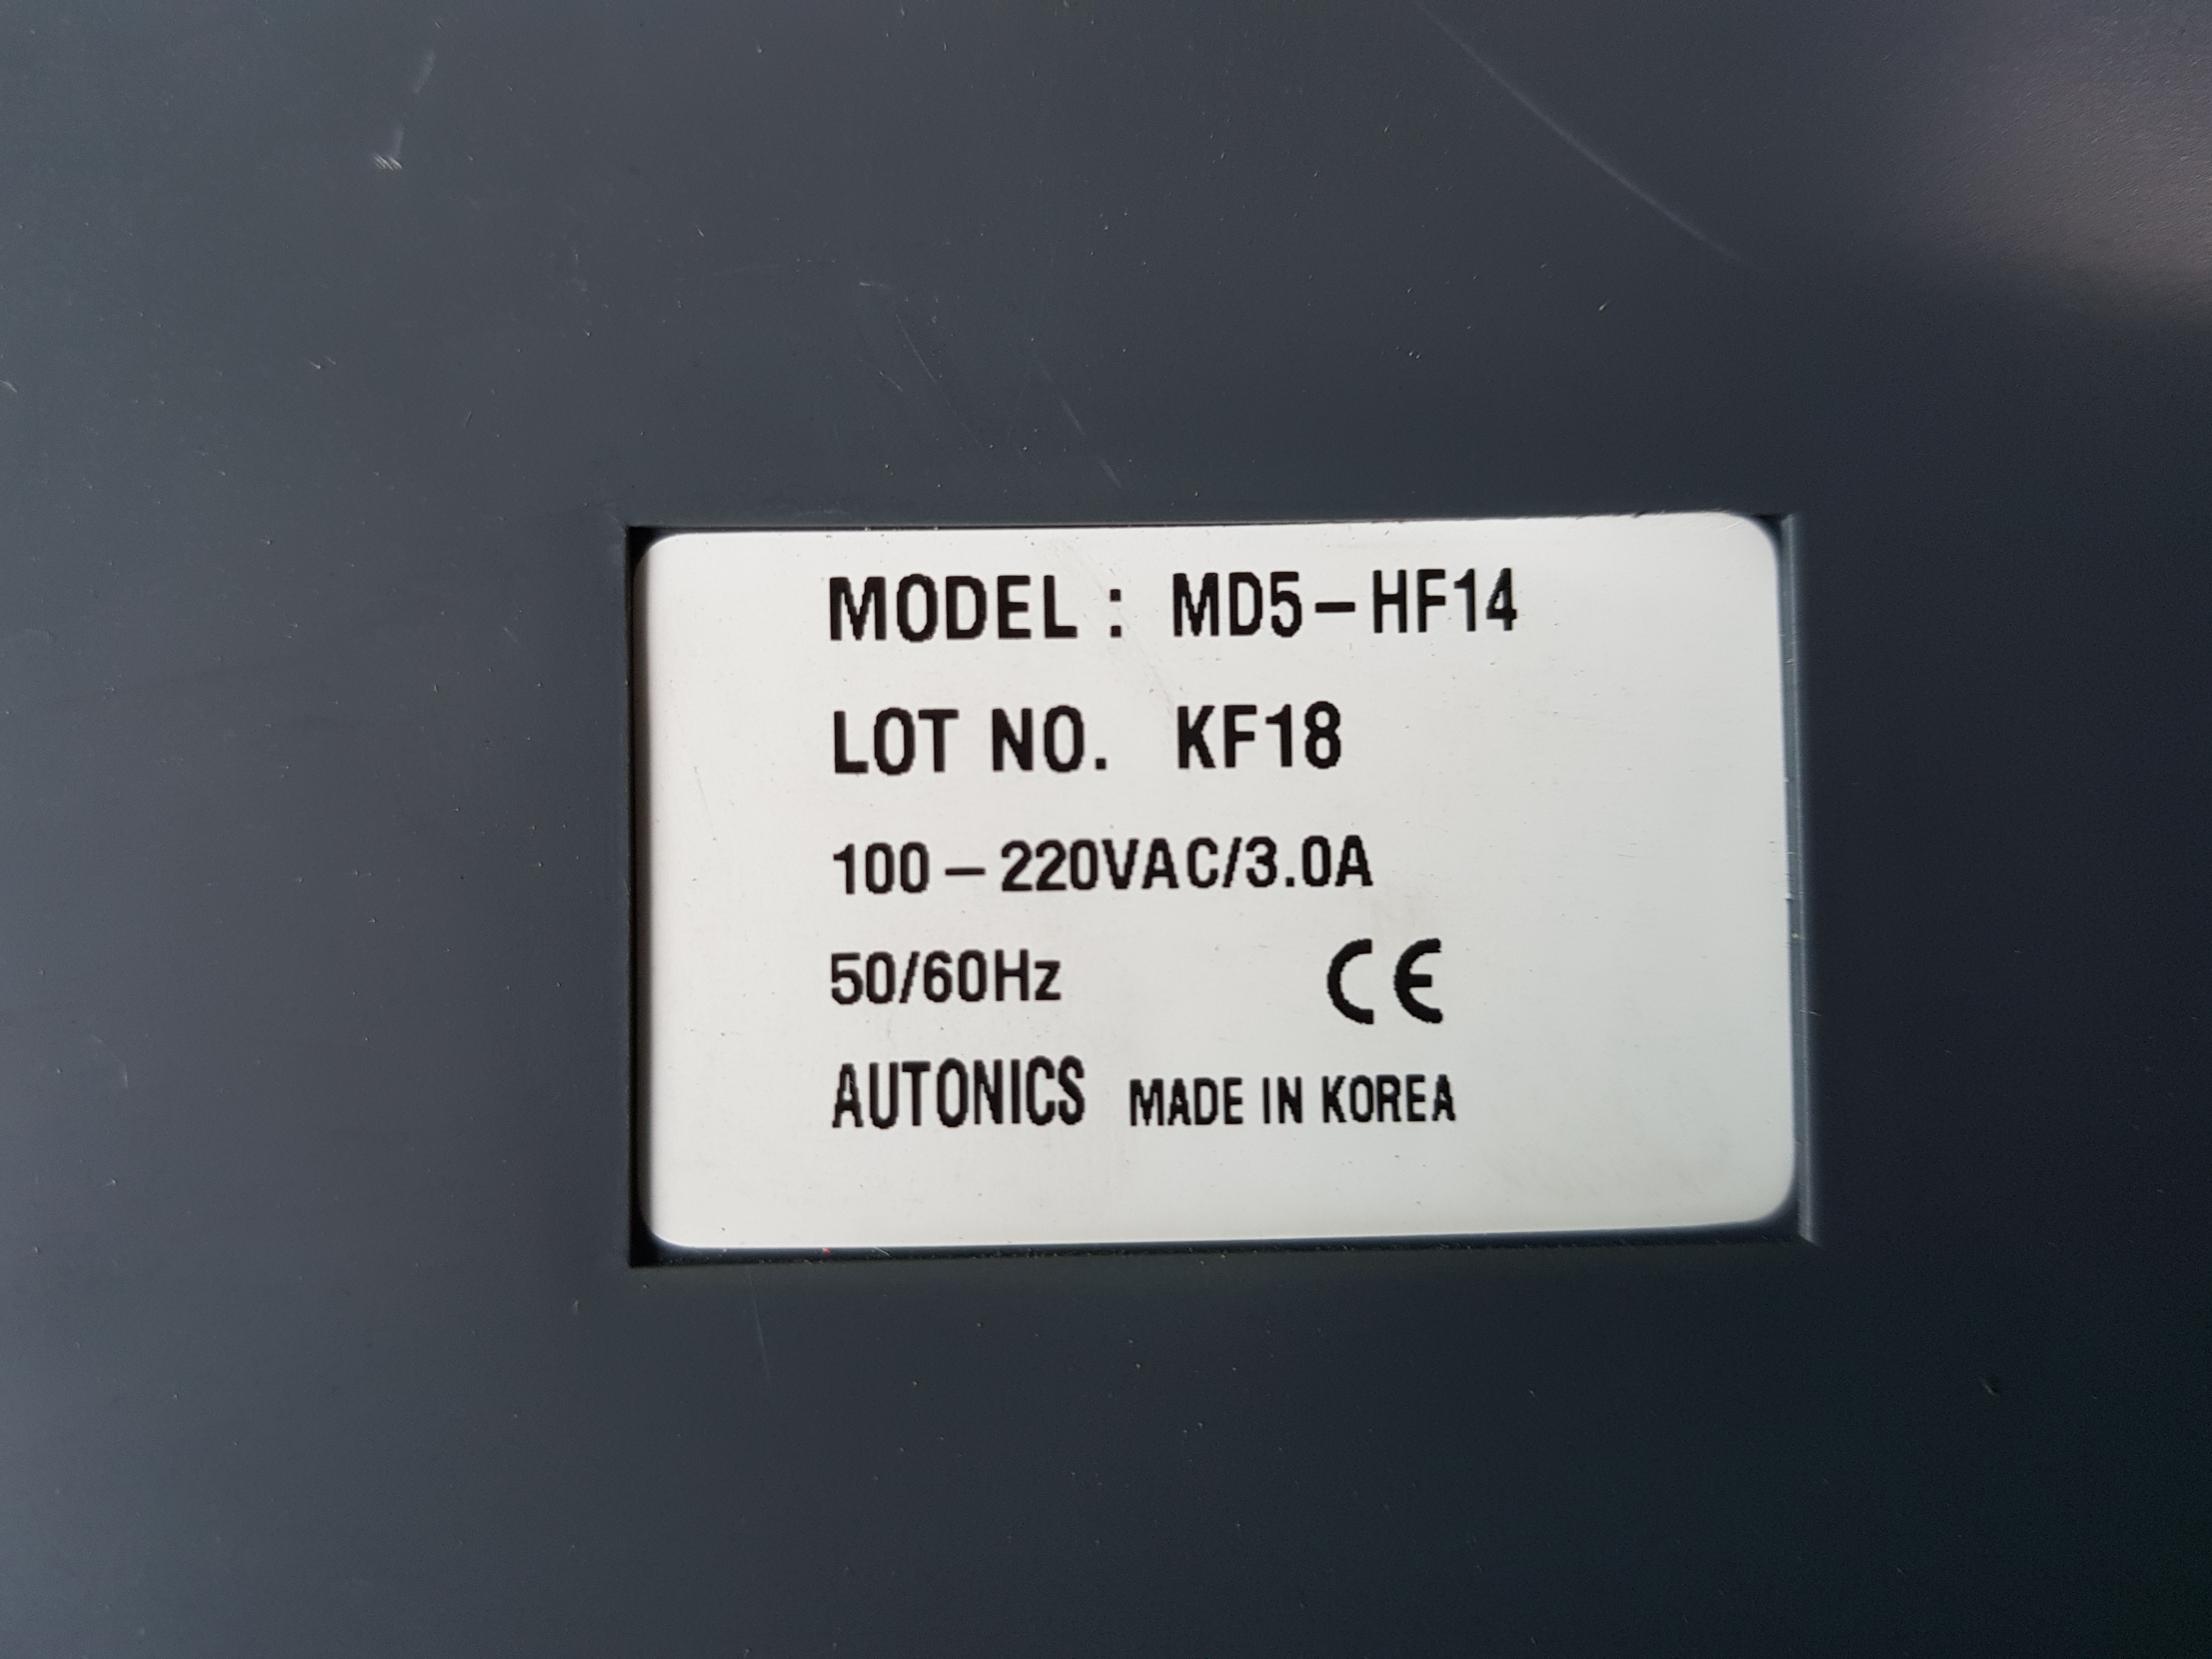 MODEL : MD5-HF14
LOT NO. KF18
100-220VAC/3.0A
50/60Hz CE
AUTONICS MADE IN KOREA